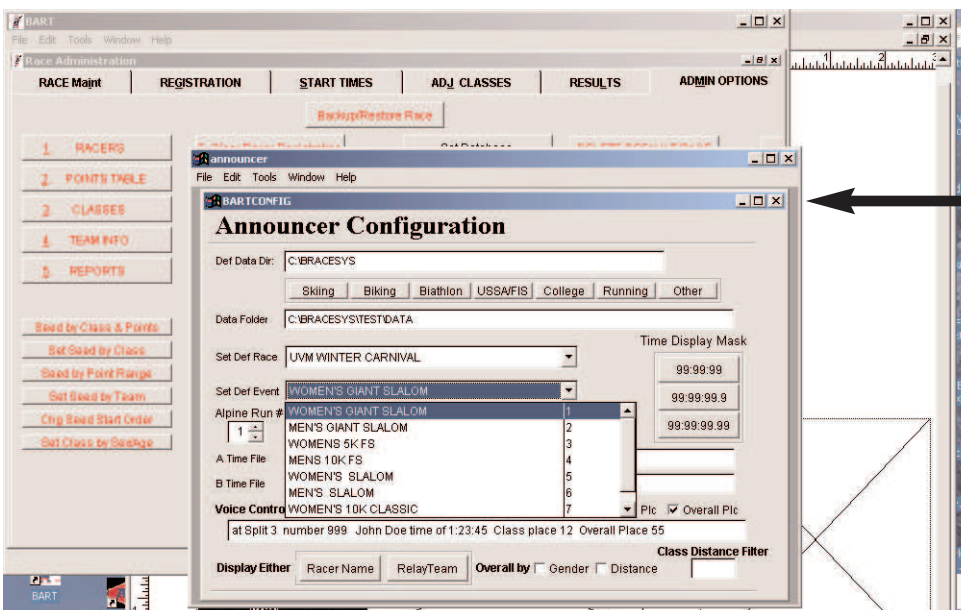 BART
File Edit Tools Window Help
Race Administration
RACE Maint REGISTRATION START TIMES ADJ CLASSES RESULTS ADMIN OPTIONS
Backup/Restore Race
1. RACERS
2. POINTS TABLE
3. CLASSES
4. TEAM INFO
5. REPORTS
Seed by Class & Points
Set Seed by Class
Seed by Point Range
Set Seed by Team
Chg Seed Start Order
Set Class by Sex/Age
announcer
File Edit Tools Window Help
BARTCONFIG
Announcer Configuration
Def Data Dir: C:\BRACESYS
Skiing Biking Biathlon USSA/FIS College Running Other
Data Folder C:\BRACESYS\TEST\DATA
Time Display Mask
Set Def Race UVM WINTER CARNIVAL
99:99:99
Set Def Event WOMEN'S GIANT SLALOM
99:99:99.9
Alpine Run # WOMEN'S GIANT SLALOM 1
1 MEN'S GIANT SLALOM 2
99:99:99.99
WOMENS 5K FS 3
A Time File MENS 10K FS 4
WOMEN'S SLALOM 5
B Time File MEN'S SLALOM 6
Voice Contro WOMEN'S 10K CLASSIC 7 Plc Overall Plc
at Split 3 number 999 John Doe time of 1:23:45 Class place 12 Overall Place 55
Class Distance Filter
Display Either Racer Name RelayTeam Overall by Gender Distance
1 2 3
BART